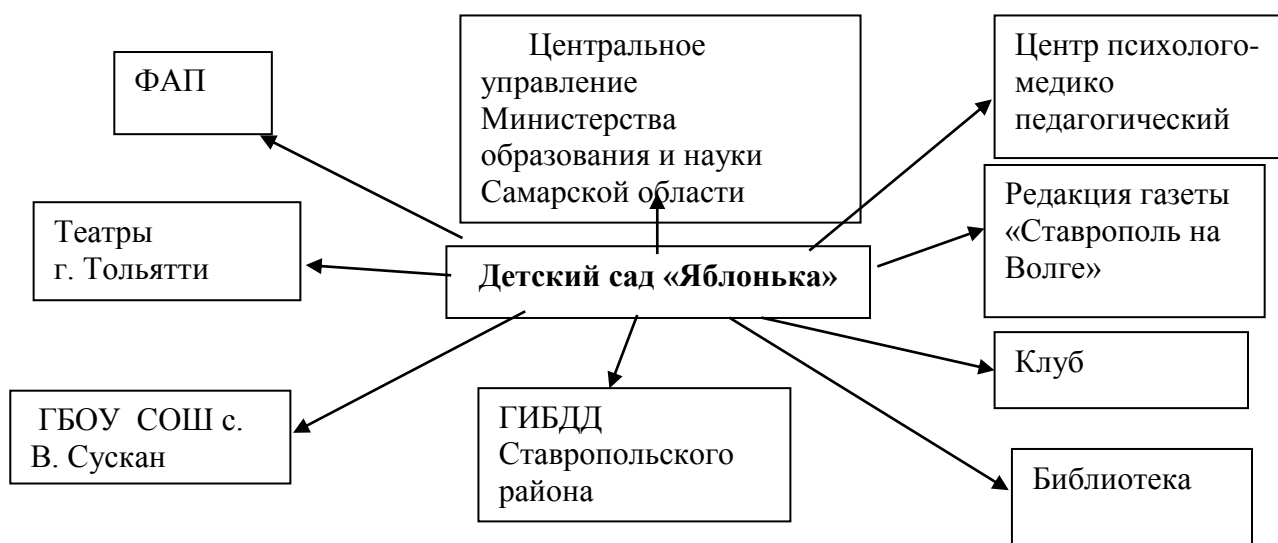 ФАП
Центральное
управление
Министерства
образования и науки
Самарской области
Центр психолого-
медико
педагогический
Театры
г. Тольятти
Детский сад «Яблонька»
Редакция газеты
«Ставрополь на
Волге»
ГБОУ СОШ с.
В. Сускан
ГИБДД
Ставропольского
района
Клуб
Библиотека